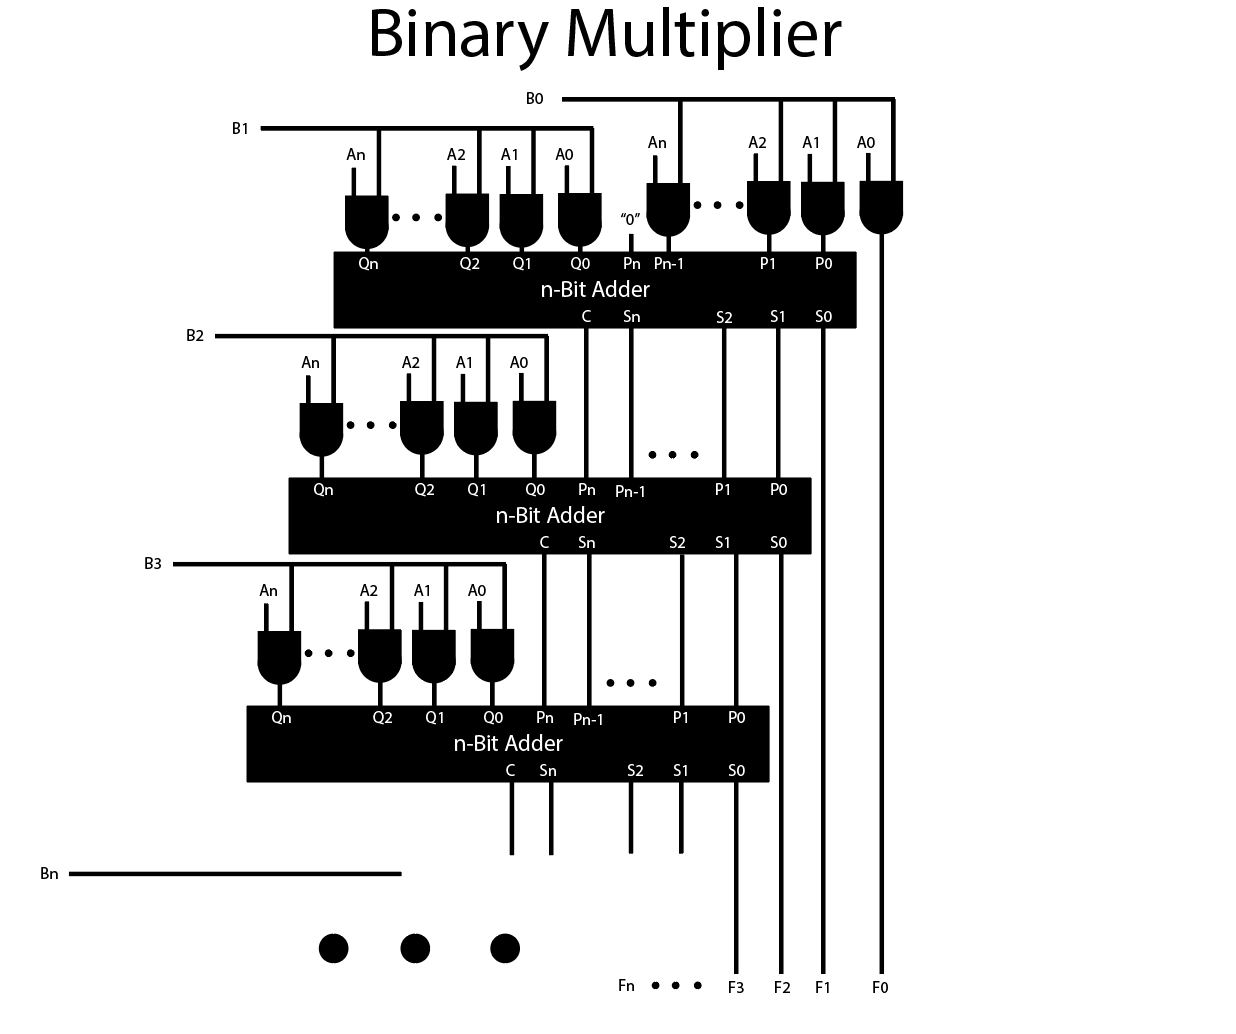 Binary Multiplier
B0
B1
An A2 A1 A0 An A2 A1 A0
"0"
Qn Q2 Q1 Q0 Pn Pn-1 P1 P0
n-Bit Adder
C Sn S2 S1 S0
B2
An A2 A1 A0
Qn Q2 Q1 Q0 Pn Pn-1 P1 P0
n-Bit Adder
C Sn S2 S1 S0
B3
An A2 A1 A0
Qn Q2 Q1 Q0 Pn Pn-1 P1 P0
n-Bit Adder
C Sn S2 S1 S0
Bn
Fn • • • F3 F2 F1 F0